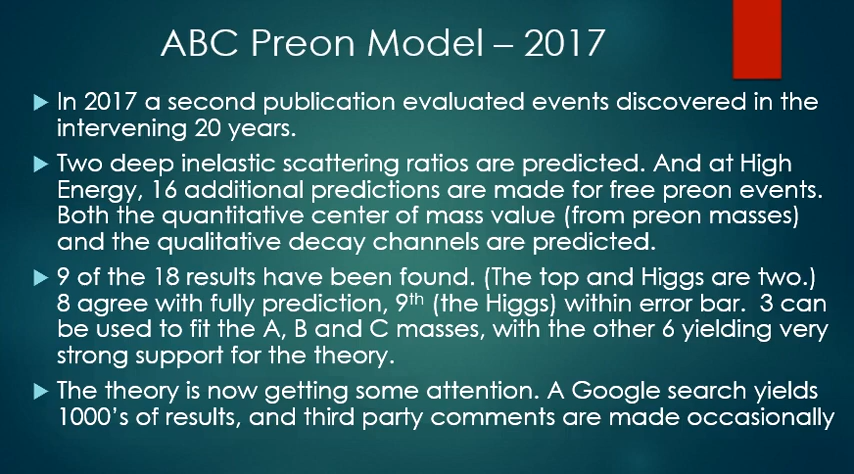 ABC Preon Model – 2017
In 2017 a second publication evaluated events discovered in the
intervening 20 years.
Two deep inelastic scattering ratios are predicted. And at High
Energy, 16 additional predictions are made for free preon events.
Both the quantitative center of mass value (from preon masses)
and the qualitative decay channels are predicted.
9 of the 18 results have been found. (The top and Higgs are two.)
8 agree with fully prediction, 9th (the Higgs) within error bar. 3 can
be used to fit the A, B and C masses, with the other 6 yielding very
strong support for the theory.
The theory is now getting some attention. A Google search yields
1000's of results, and third party comments are made occasionally